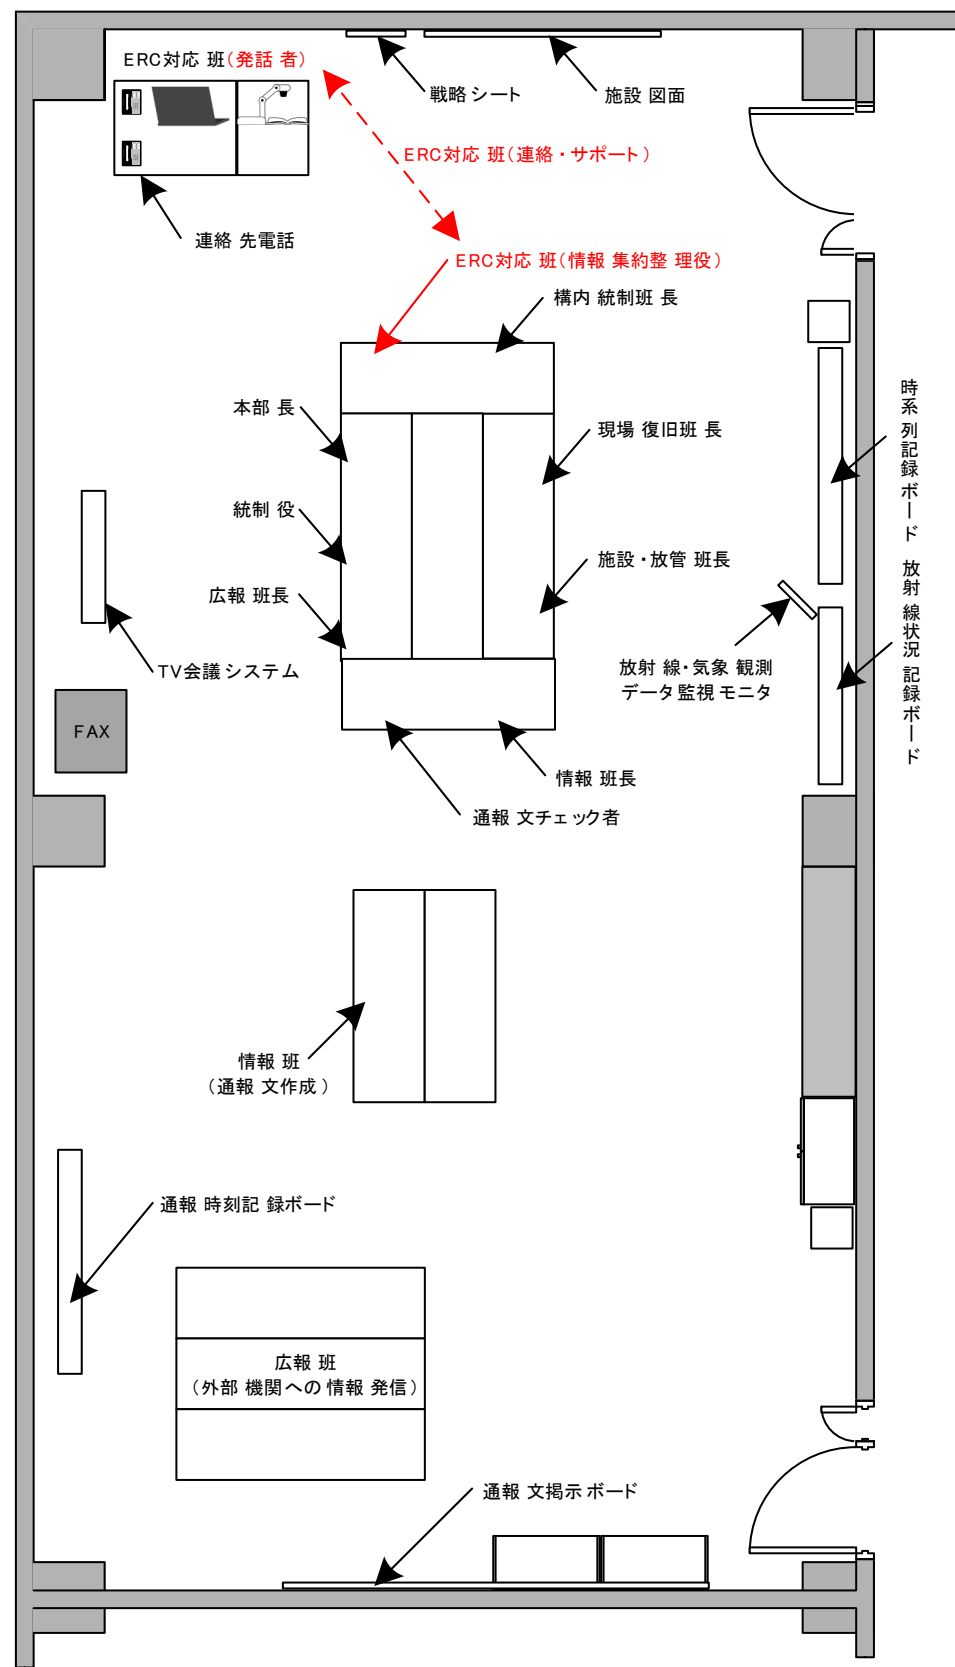 ERC対応班(発話者)
戦略シート
施設図面
ERC対応班(連絡・サポート)
連絡先電話
ERC対応班(情報集約整理役)
構内統制班長
本部長
現場復旧班長
時系列記録ボード
統制役
施設・放管班長
広報班長
放射線状況記録ボード
TV会議システム
放射線・気象観測
データ監視モニタ
FAX
情報班長
通報文チェック者
情報班
(通報文作成)
通報時刻記録ボード
広報班
(外部機関への情報発信)
通報文掲示ボード